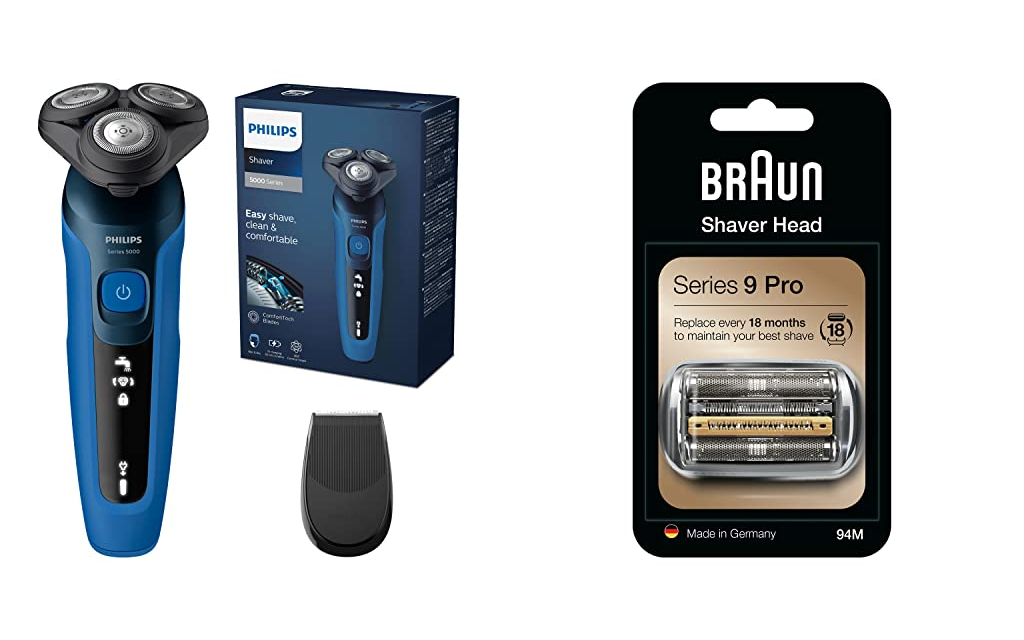 PHILIPS
Series 5000
PHILIPS
Shaver
5000 Series
Easy shave,
clean &
comfortable
ComfortTech
Blades
PHILIPS
BRAUN
Shaver Head
Series 9 Pro
Replace every 18 months
to maintain your best shave
18
Made in Germany
94M